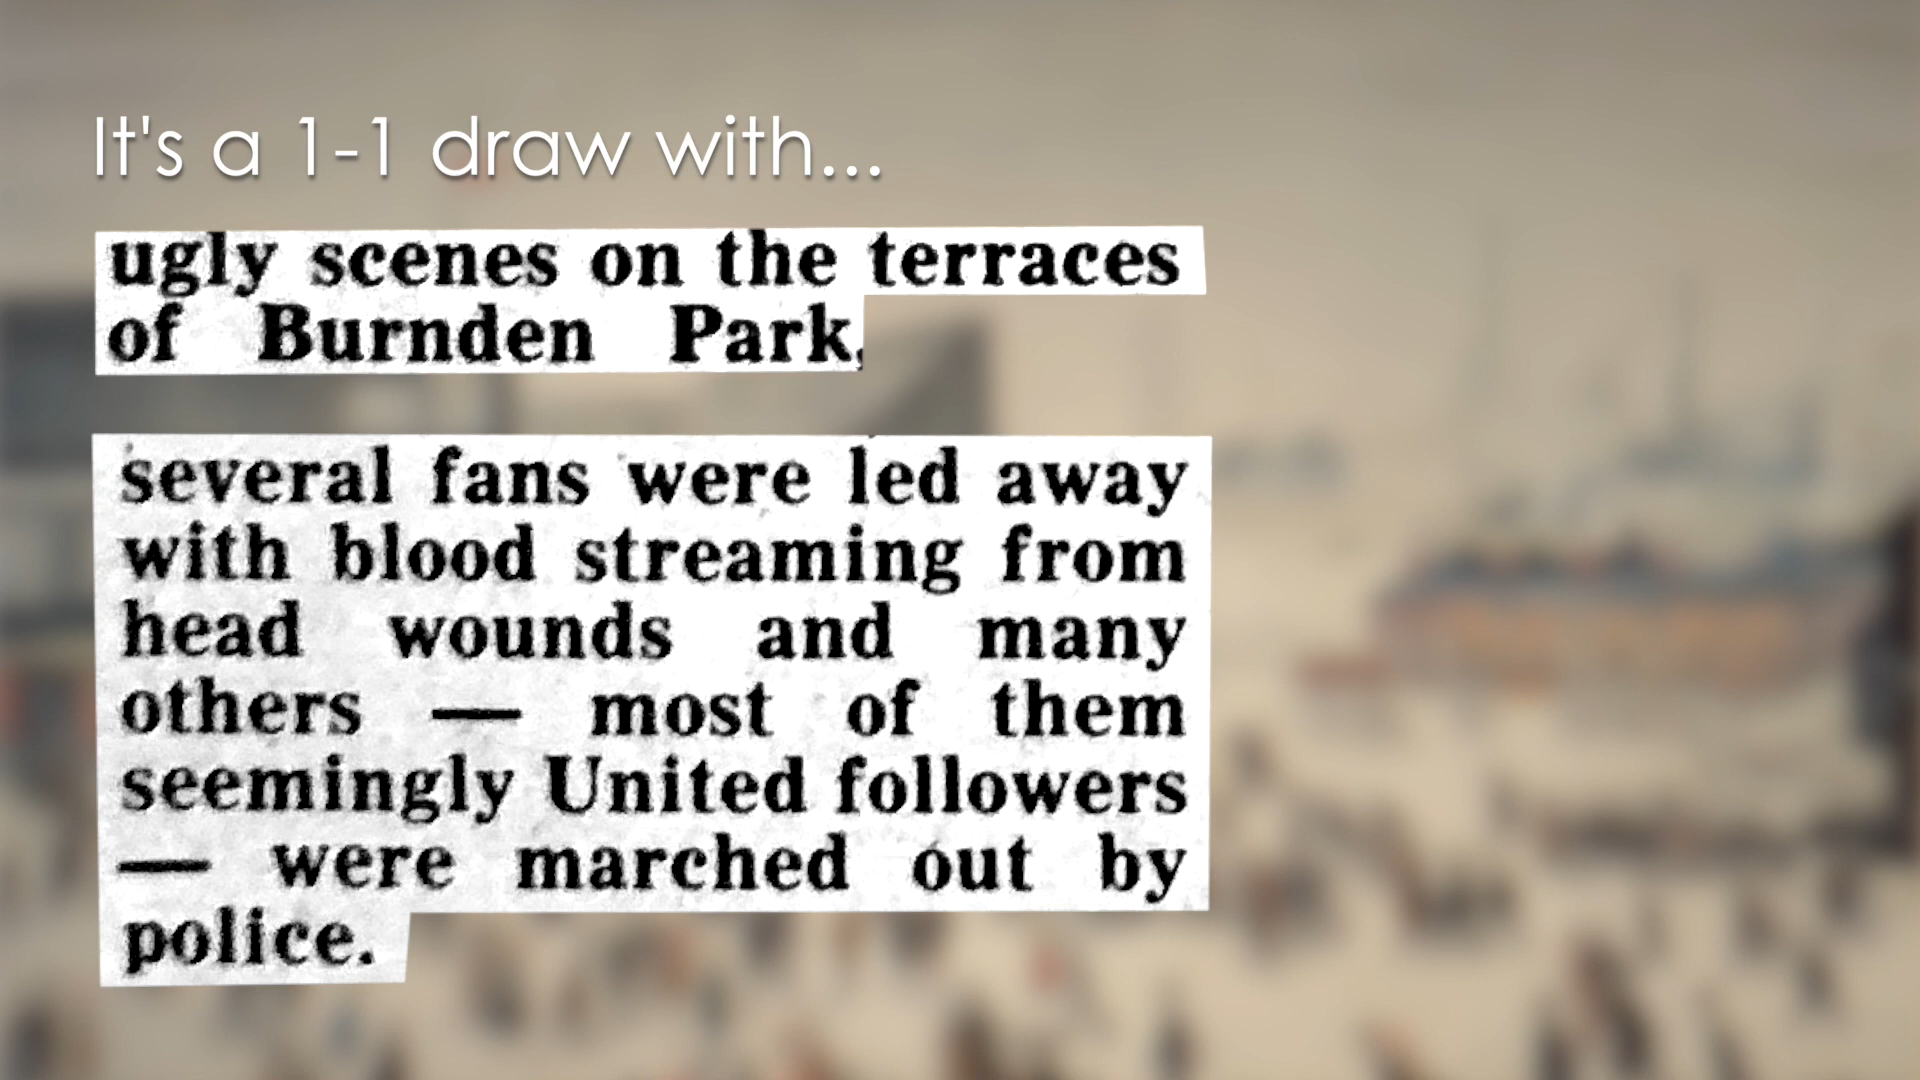 It's a 1-1 draw with...
ugly scenes on the terraces
of Burnden Park,
several fans were led away
with blood streaming from
head wounds and many
others — most of them
seemingly United followers
— were marched out by
police.